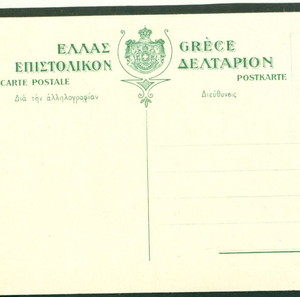 ΕΛΛΑΣ GRÈCE
ΕΠΙΣΤΟΛΙΚΟΝ ΔΕΛΤΑΡΙΟΝ
CARTE POSTALE POSTKARTE
Διὰ τὴν ἀλληλογραφίαν Διεύθυνσις